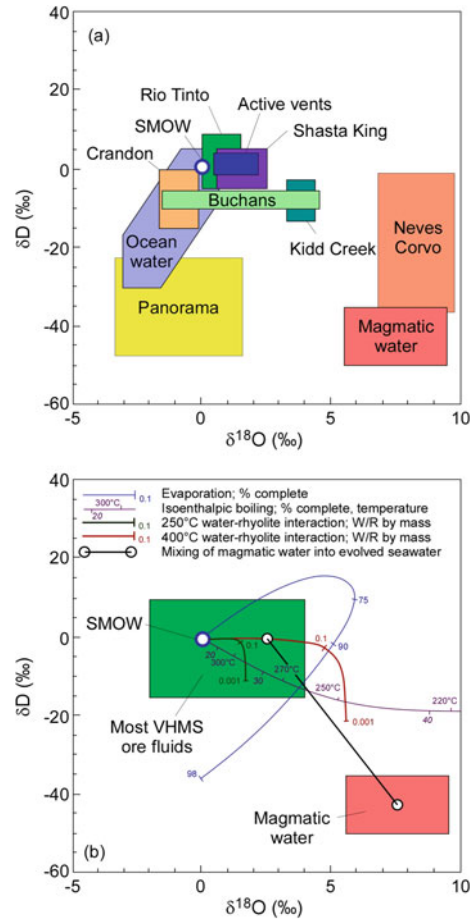 (a)
40
20
0
-20
-40
-60
δD (‰)
Rio Tinto
Active vents
SMOW
Shasta King
Crandon
Buchans
Ocean
water
Kidd Creek
Neves
Corvo
Panorama
Magmatic
water
-5
0
5
10
δ18O (‰)
40
20
0
-20
-40
-60
δD (‰)
0.1 Evaporation; % complete
300°C 20 Isoenthalpic boiling; % complete, temperature
0.1 250°C water-rhyolite interaction; W/R by mass
0.1 400°C water-rhyolite interaction; W/R by mass
Mixing of magmatic water into evolved seawater
SMOW
75
0.1
0.1
90
20
300°C
270°C
0.001
30
250°C
220°C
0.001
40
Most VHMS
ore fluids
98
Magmatic
water
(b)
-5
0
5
10
δ18O (‰)